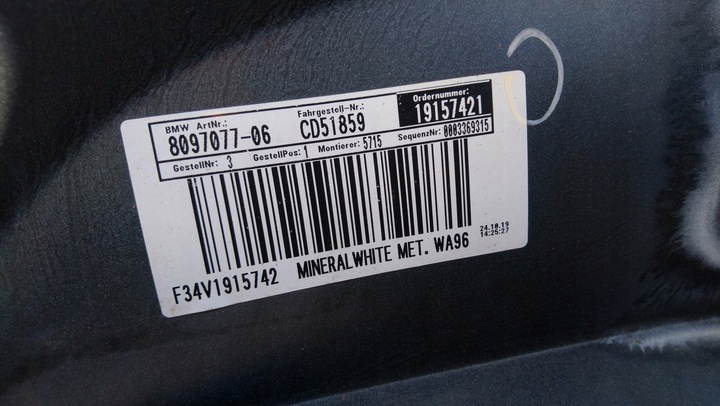 BMW ArtNr.: Fahrgestell-Nr.: Ordernummer:
8097077-06 CD51859 19157421
GestellNr: 3 GestellPos: 1 Montierer: 5715 SequenzNr: 0003369315
F34V1915742 MINERALWHITE MET. WA96 24.10.19
14:25:27